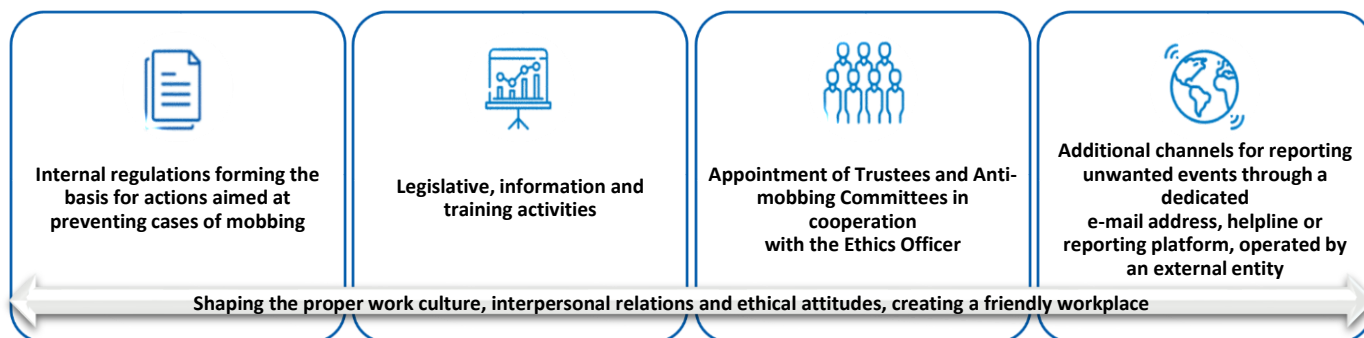 Internal regulations forming the
basis for actions aimed at
preventing cases of mobbing
Legislative, information and
training activities
Appointment of Trustees and Anti-
mobbing Committees in
cooperation
with the Ethics Officer
Additional channels for reporting
unwanted events through a
dedicated
e-mail address, helpline or
reporting platform, operated by
an external entity
Shaping the proper work culture, interpersonal relations and ethical attitudes, creating a friendly workplace